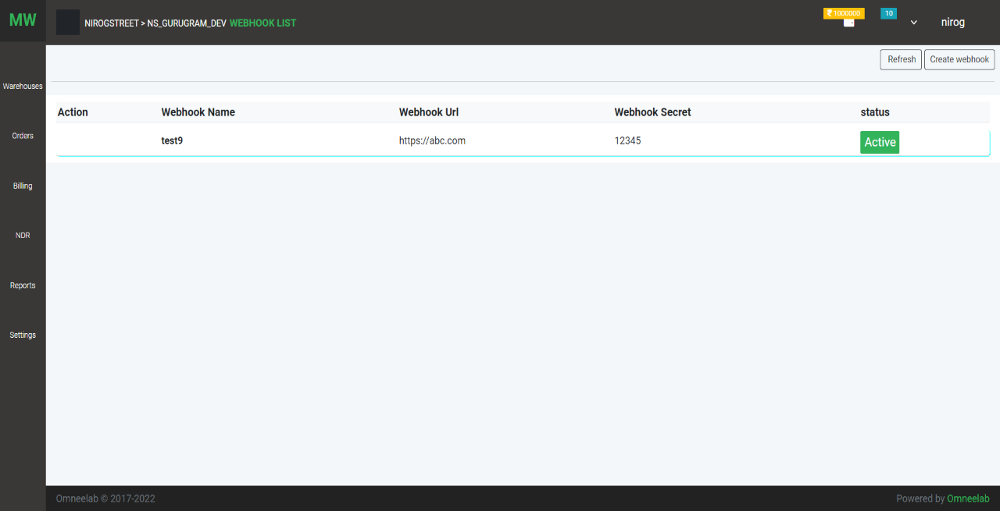 MW
NIROGSTREET > NS_GURUGRAM_DEV WEBHOOK LIST
₹ 1000000
10
nirog
Refresh
Create webhook
Warehouses
Orders
Billing
NDR
Reports
Settings
Action Webhook Name Webhook Url Webhook Secret status
test9 https://abc.com 12345 Active
Omneelab © 2017-2022
Powered by Omneelab